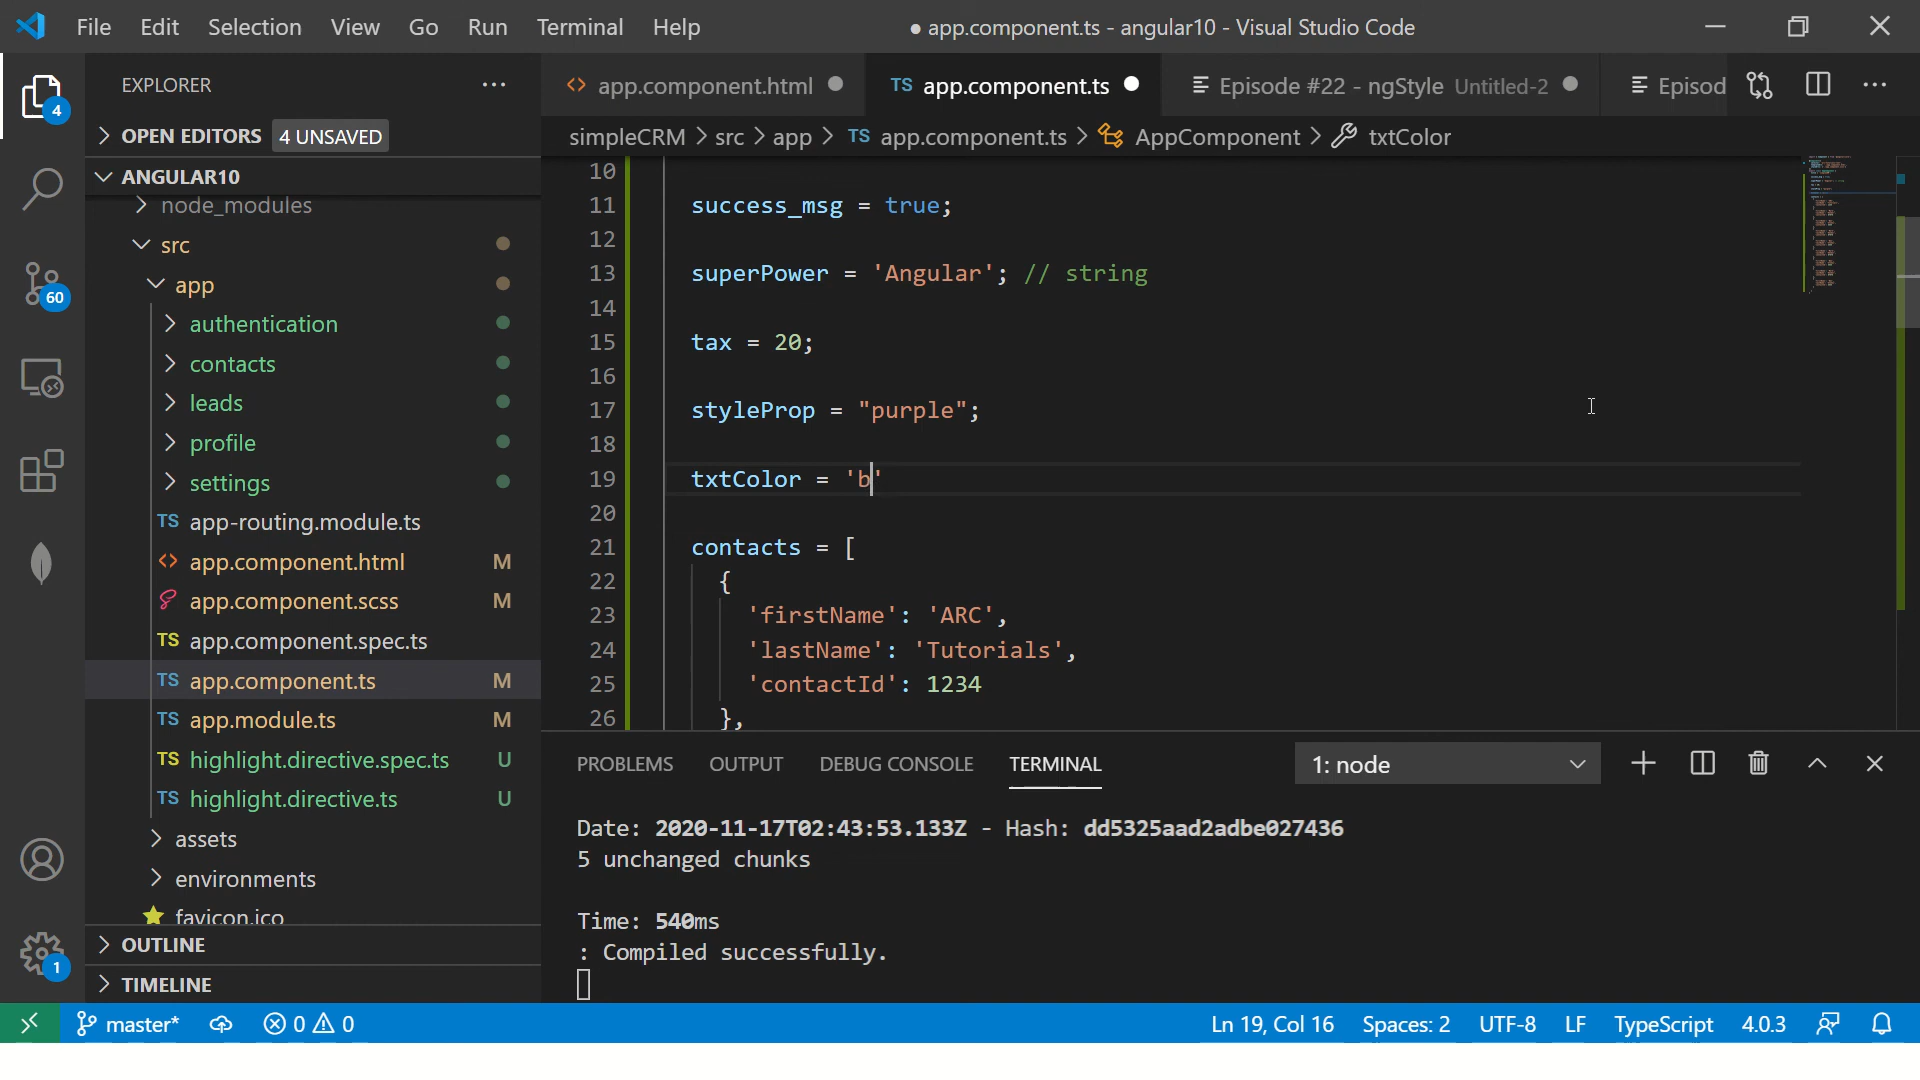 File Edit Selection View Go Run Terminal Help
● app.component.ts - angular10 - Visual Studio Code
EXPLORER
OPEN EDITORS 4 UNSAVED
ANGULAR10
node_modules
src
app
authentication
contacts
leads
profile
settings
TS app-routing.module.ts
<> app.component.html M
app.component.scss M
TS app.component.spec.ts
TS app.component.ts M
TS app.module.ts M
TS highlight.directive.spec.ts U
TS highlight.directive.ts U
assets
environments
favicon.ico
OUTLINE
TIMELINE
4
60
1
<> app.component.html ● TS app.component.ts ● Episode #22 - ngStyle Untitled-2 ● Episod
simpleCRM > src > app > TS app.component.ts > AppComponent > txtColor
10
11 success_msg = true;
12
13 superPower = 'Angular'; // string
14
15 tax = 20;
16
17 styleProp = "purple";
18
19 txtColor = 'b'
20
21 contacts = [
22 {
23 'firstName': 'ARC',
24 'lastName': 'Tutorials',
25 'contactId': 1234
26 },
PROBLEMS OUTPUT DEBUG CONSOLE TERMINAL 1: node
Date: 2020-11-17T02:43:53.133Z - Hash: dd5325aad2adbe027436
5 unchanged chunks
Time: 540ms
: Compiled successfully.
master* 0 0 Ln 19, Col 16 Spaces: 2 UTF-8 LF TypeScript 4.0.3